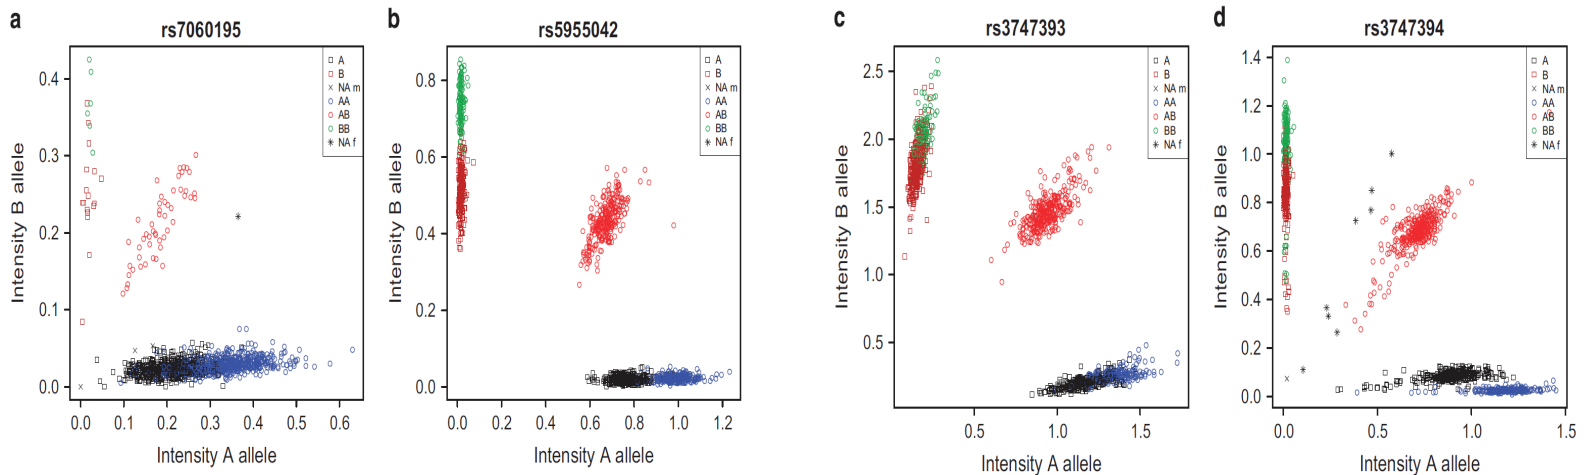 a
rs7060195
Intensity B allele
0.4
0.3
0.2
0.1
0.0
A
B
NA m
AA
AB
BB
NA f
0.0 0.1 0.2 0.3 0.4 0.5 0.6
Intensity A allele
b
rs5955042
Intensity B allele
0.8
0.6
0.4
0.2
0.0
A
B
NA m
AA
AB
BB
NA f
0.0 0.2 0.4 0.6 0.8 1.0 1.2
Intensity A allele
c
rs3747393
Intensity B allele
2.5
2.0
1.5
1.0
0.5
A
B
NA m
AA
AB
BB
NA f
0.5 1.0 1.5
Intensity A allele
d
rs3747394
Intensity B allele
1.4
1.2
1.0
0.8
0.6
0.4
0.2
0.0
A
B
NA m
AA
AB
BB
NA f
0.0 0.5 1.0 1.5
Intensity A allele